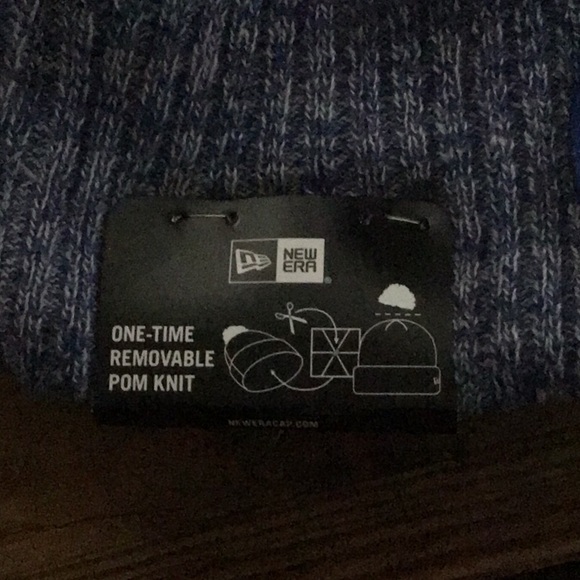 NEW
ERA
ONE-TIME
REMOVABLE
POM KNIT
NEWERACAP.COM